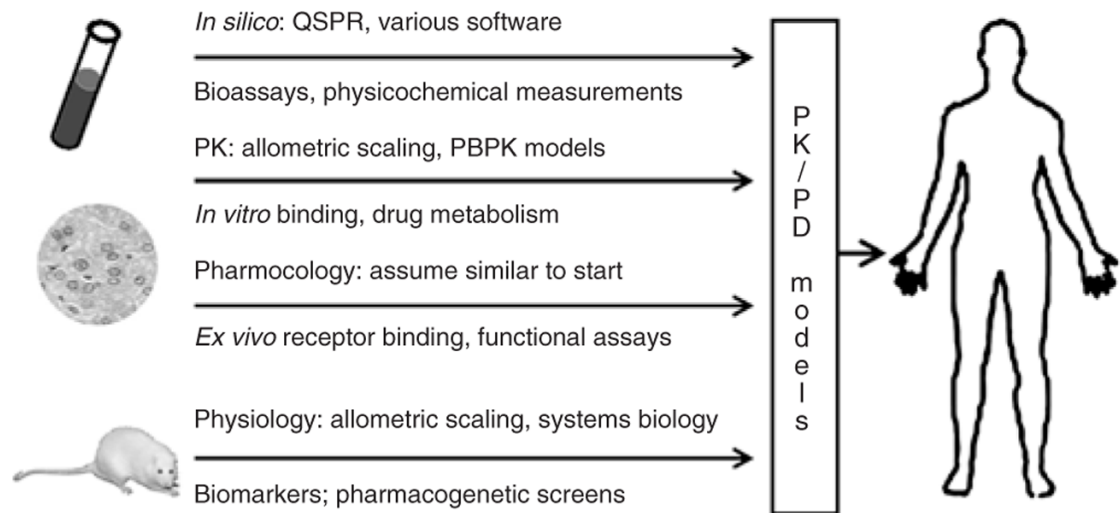 In silico: QSPR, various software
Bioassays, physicochemical measurements
PK: allometric scaling, PBPK models
In vitro binding, drug metabolism
Pharmocology: assume similar to start
Ex vivo receptor binding, functional assays
Physiology: allometric scaling, systems biology
Biomarkers; pharmacogenetic screens
PK/PD models